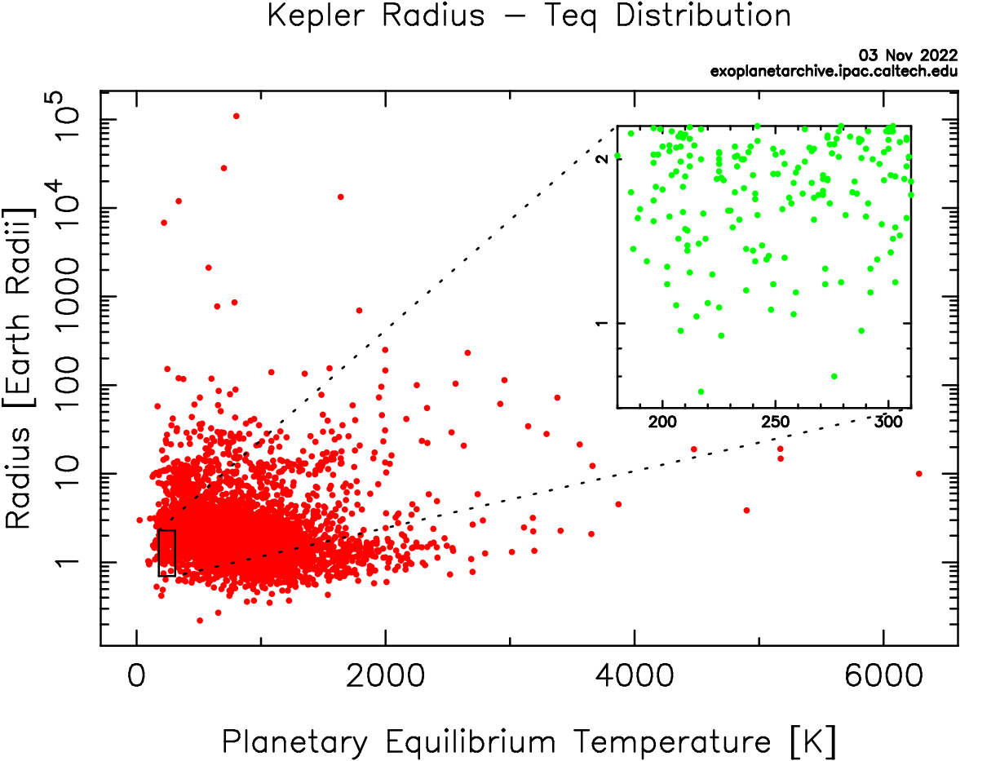 Kepler Radius – Teq Distribution
03 Nov 2022
exoplanetarchive.ipac.caltech.edu
Radius [Earth Radii]
10^5
10^4
1000
100
10
1
2
1
200 250 300
0 2000 4000 6000
Planetary Equilibrium Temperature [K]